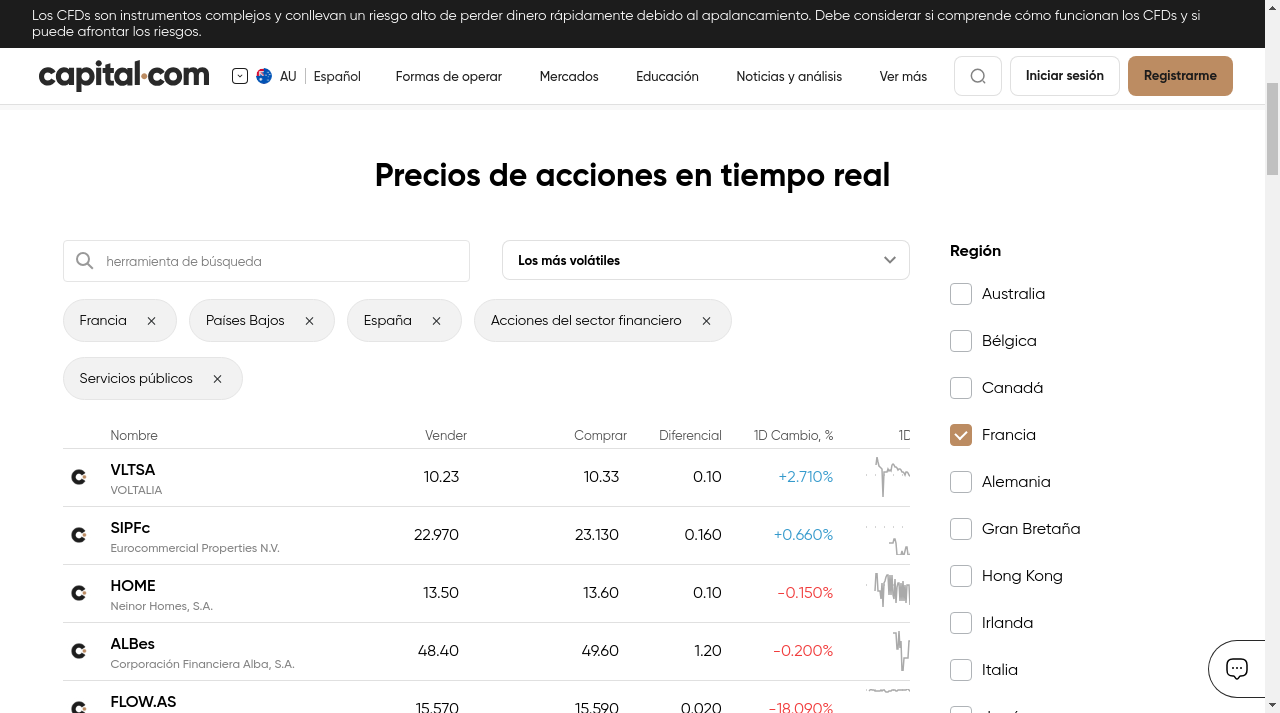 Los CFDs son instrumentos complejos y conllevan un riesgo alto de perder dinero rápidamente debido al apalancamiento. Debe considerar si comprende cómo funcionan los CFDs y si
puede afrontar los riesgos.
capital.com AU Español Formas de operar Mercados Educación Noticias y análisis Ver más Iniciar sesión Registrarme
Precios de acciones en tiempo real
herramienta de búsqueda
Los más volátiles
Francia Países Bajos España Acciones del sector financiero
Servicios públicos
Nombre Vender Comprar Diferencial 1D Cambio, % 1D
VLTSA
VOLTALIA
10.23 10.33 0.10 +2.710%
SIPFc
Eurocommercial Properties N.V.
22.970 23.130 0.160 +0.660%
HOME
Neinor Homes, S.A.
13.50 13.60 0.10 -0.150%
ALBes
Corporación Financiera Alba, S.A.
48.40 49.60 1.20 -0.200%
FLOW.AS
15.570 15.590 0.020 -18.090%
Región
Australia
Bélgica
Canadá
Francia
Alemania
Gran Bretaña
Hong Kong
Irlanda
Italia